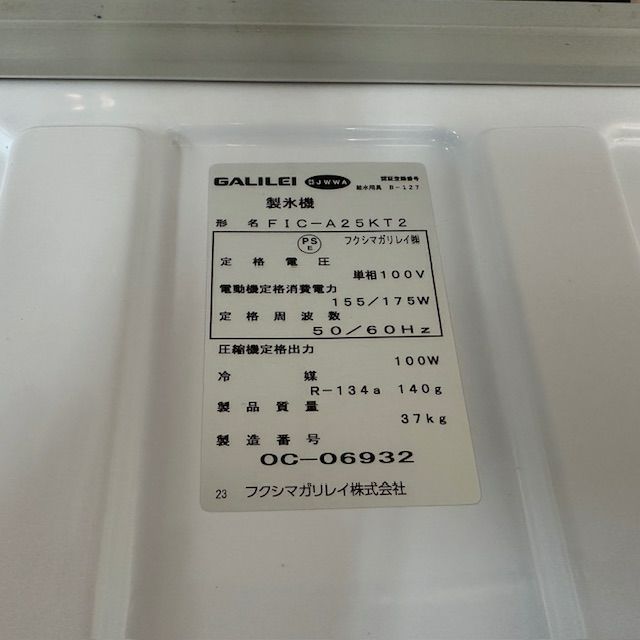 GALILEI JWWA 認証登録番号
給水用具 B-127
製氷機
形名 FIC-A25KT2
PSE フクシマガリレイ㈱
定格電圧
単相100V
電動機定格消費電力
155/175W
定格周波数
50/60Hz
圧縮機定格出力
100W
冷媒
R-134a 140g
製品質量
37kg
製造番号
0C-06932
23 フクシマガリレイ株式会社